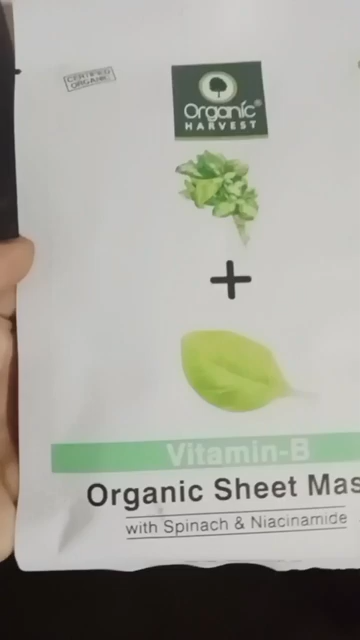 CERTIFIED
ORGANIC
Organic®
HARVEST
+
Vitamin-B
Organic Sheet Mas
with Spinach & Niacinamide